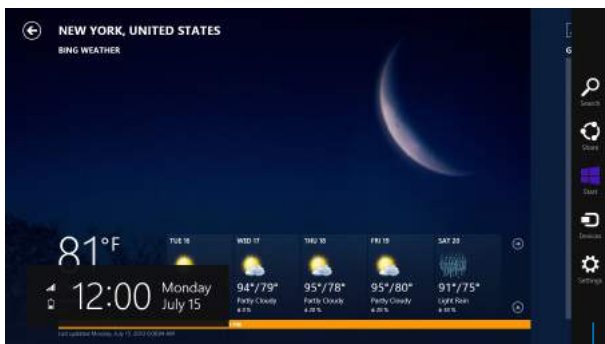 NEW YORK, UNITED STATES
BING WEATHER
G
Search
Share
Start
Devices
Settings
81°F
TUE 16
WED 17
THU 18
FRI 19
SAT 20
94°/79°
95°/78°
95°/80°
91°/75°
Partly Cloudy
Partly Cloudy
Partly Cloudy
Light Rain
12:00
Monday
July 15